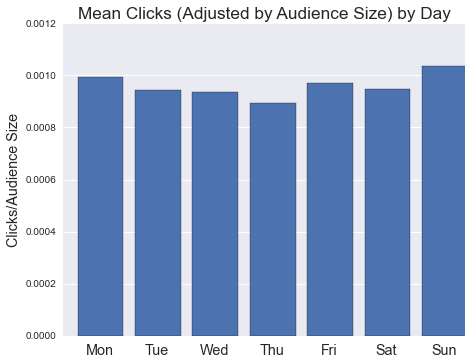 Mean Clicks (Adjusted by Audience Size) by Day
0.0012
0.0010
0.0008
0.0006
0.0004
0.0002
0.0000
Clicks/Audience Size
Mon Tue Wed Thu Fri Sat Sun